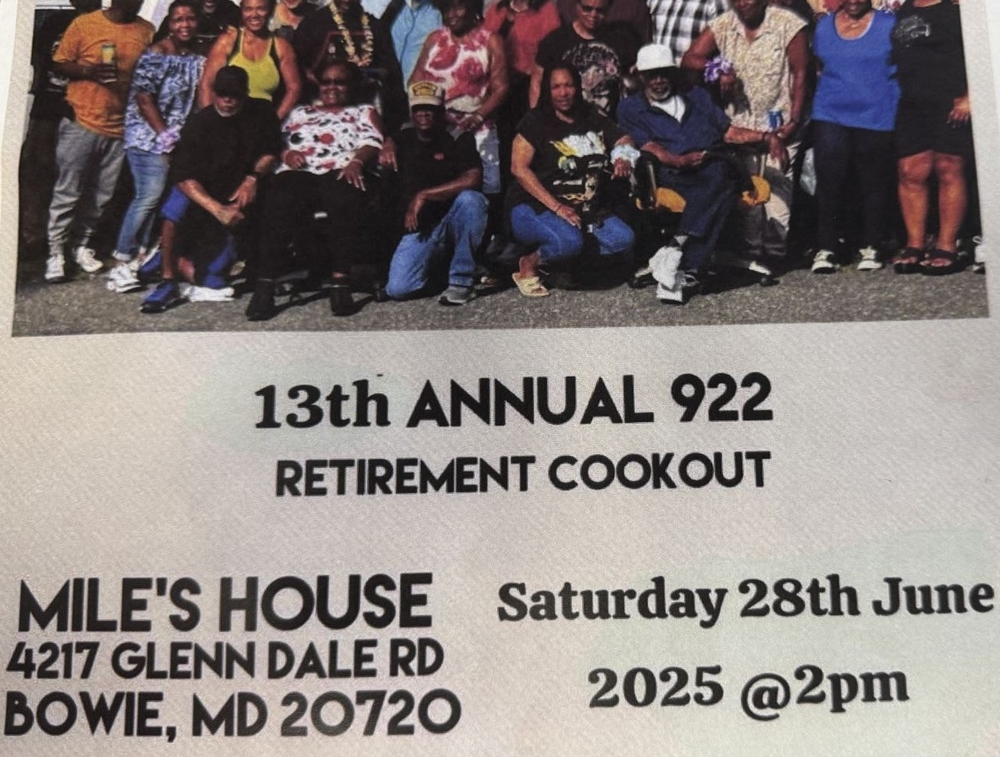 13th ANNUAL 922
RETIREMENT COOKOUT
MILE'S HOUSE
4217 GLENN DALE RD
BOWIE, MD 20720
Saturday 28th June
2025 @2pm